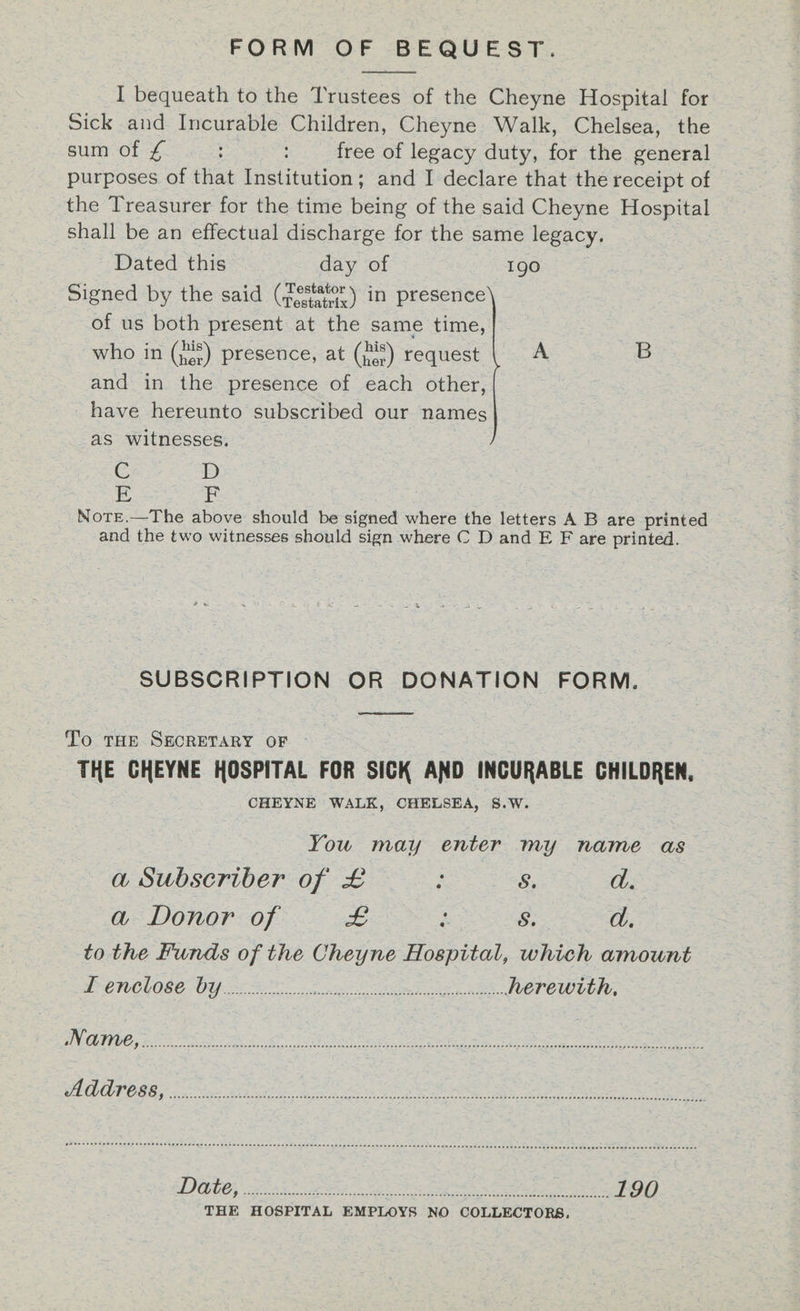 FORM OF BEQUEST.
I bequeath to the Trustees of the Cheyne Hospital for
Sick and Incurable Children, Cheyne Walk, Chelsea, the
sum of £ : : free of legacy duty, for the general
purposes of that Institution; and I declare that the receipt of
the Treasurer for the time being of the said Cheyne Hospital
shall be an effectual discharge for the same legacy.
Dated this day of 190
Signed by the said (Testator Testatrix) in presence
of us both present at the same time,
who in (his her) presence, at (his her) request A B
and in the presence of each other,
have hereunto subscribed our names
as witnesses.
C D
E F
NOTE.—The above should be signed where the letters A B are printed
and the two witnesses should sign where C D and E F are printed.
SUBSCRIPTION OR DONATION FORM.
TO THE SECRETARY OF
THE CHEYNE HOSPITAL FOR SICK AND INCURABLE CHILDREN.
CHEYNE WALK, CHELSEA, S.W.
You may enter my name as
a Subscriber of £ : s. d.
a Donor of £ : s. d.
to the Funds of the Cheyne Hospital, which amount
I enclose by herewith.
Name,
Address,
Date, 190
THE HOSPITAL EMPLOYS NO COLLECTORS.